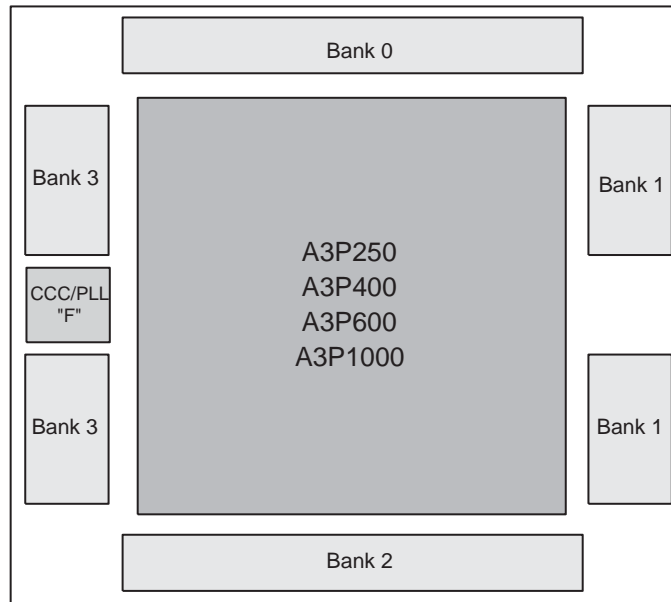 Bank 0
Bank 3
Bank 1
A3P250
A3P400
A3P600
A3P1000
CCC/PLL
"F"
Bank 3
Bank 1
Bank 2